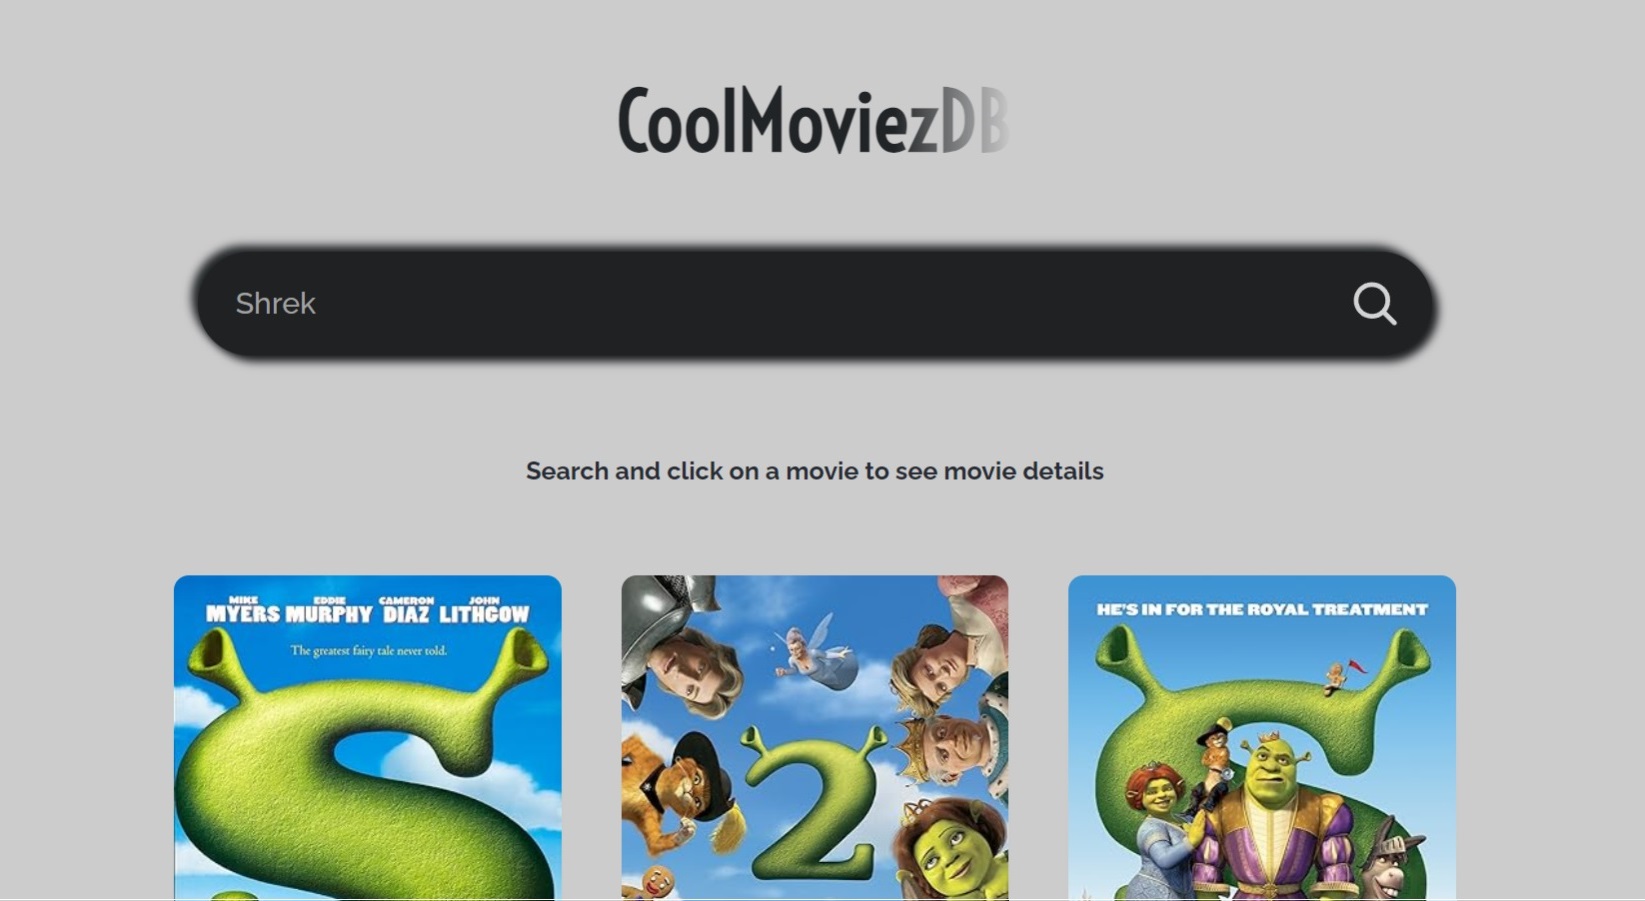 CoolMoviezDB
Shrek
Search and click on a movie to see movie details
MIKE MYERS EDDIE MURPHY CAMERON DIAZ JOHN LITHGOW
The greatest fairy tale never told.
2
HE'S IN FOR THE ROYAL TREATMENT